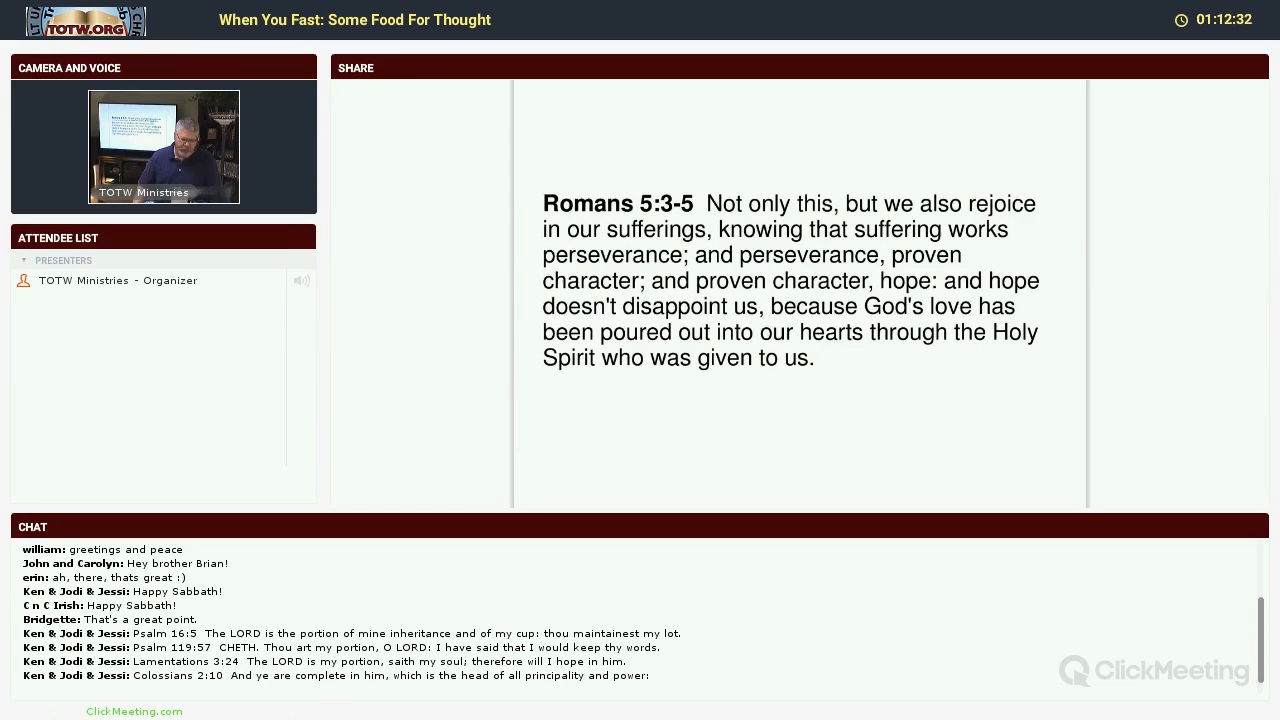 TOTW.ORG
When You Fast: Some Food For Thought
01:12:32
CAMERA AND VOICE
TOTW Ministries
ATTENDEE LIST
PRESENTERS
TOTW Ministries - Organizer
SHARE
Romans 5:3-5 Not only this, but we also rejoice
in our sufferings, knowing that suffering works
perseverance; and perseverance, proven
character; and proven character, hope: and hope
doesn't disappoint us, because God's love has
been poured out into our hearts through the Holy
Spirit who was given to us.
CHAT
william: greetings and peace
John and Carolyn: Hey brother Brian!
erin: ah, there, thats great :)
Ken & Jodi & Jessi: Happy Sabbath!
C n C Irish: Happy Sabbath!
Bridgette: That's a great point.
Ken & Jodi & Jessi: Psalm 16:5 The LORD is the portion of mine inheritance and of my cup: thou maintainest my lot.
Ken & Jodi & Jessi: Psalm 119:57 CHETH. Thou art my portion, O LORD: I have said that I would keep thy words.
Ken & Jodi & Jessi: Lamentations 3:24 The LORD is my portion, saith my soul; therefore will I hope in him.
Ken & Jodi & Jessi: Colossians 2:10 And ye are complete in him, which is the head of all principality and power:
ClickMeeting
ClickMeeting.com